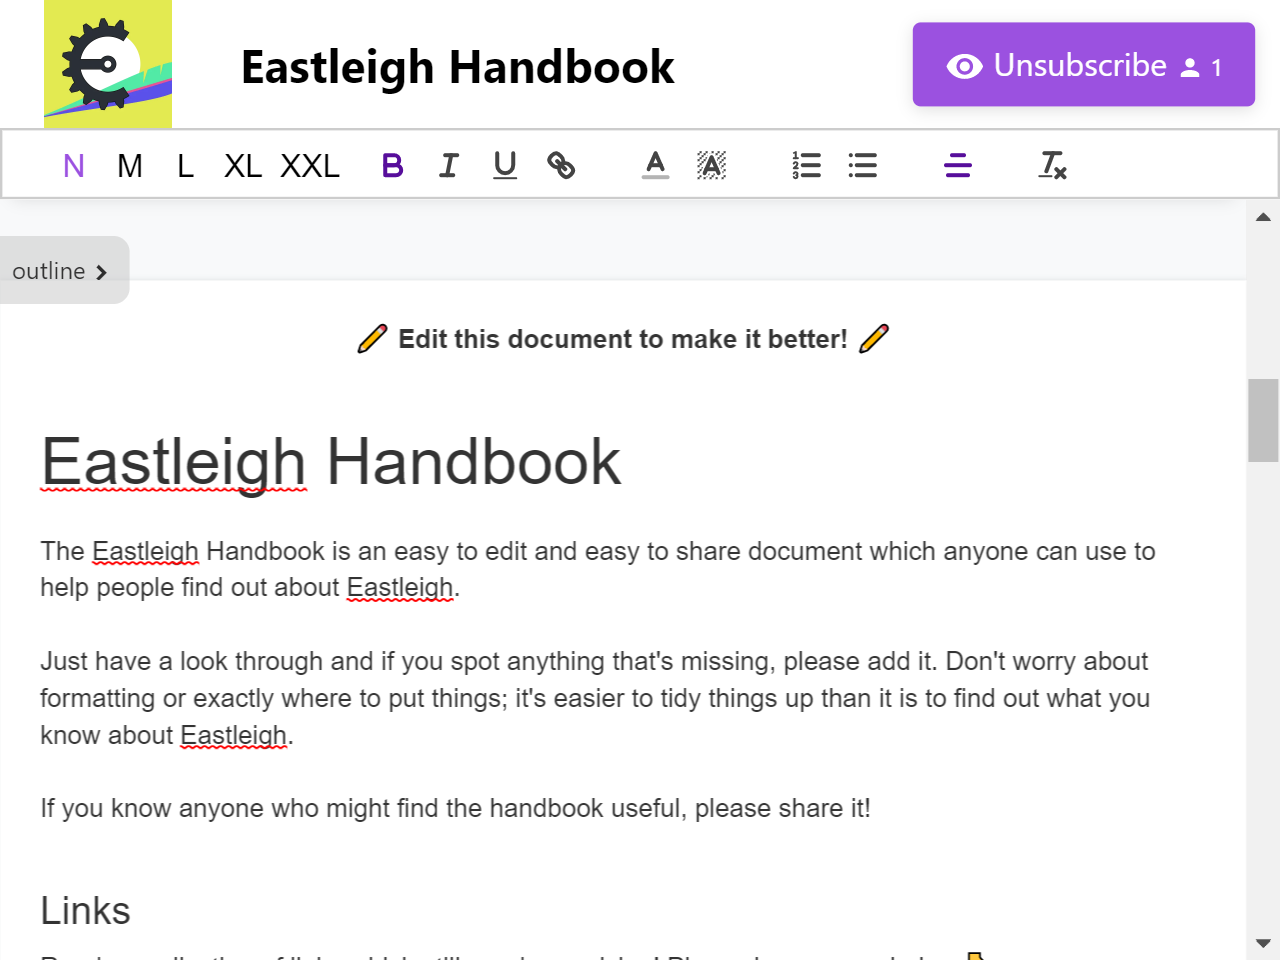 Eastleigh Handbook
Unsubscribe 1
N M L XL XXL B I U A A
outline
Edit this document to make it better!
Eastleigh Handbook
The Eastleigh Handbook is an easy to edit and easy to share document which anyone can use to
help people find out about Eastleigh.
Just have a look through and if you spot anything that's missing, please add it. Don't worry about
formatting or exactly where to put things; it's easier to tidy things up than it is to find out what you
know about Eastleigh.
If you know anyone who might find the handbook useful, please share it!
Links